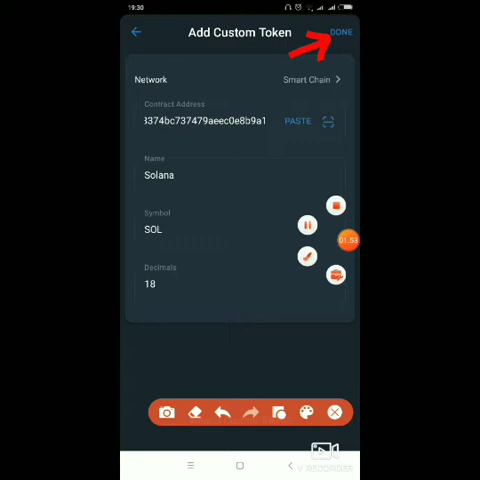 19:30
Add Custom Token
DONE
Network
Smart Chain
Contract Address
3374bc737479aeec0e8b9a1
PASTE
Name
Solana
Symbol
SOL
01:53
Decimals
18
V RECORDER